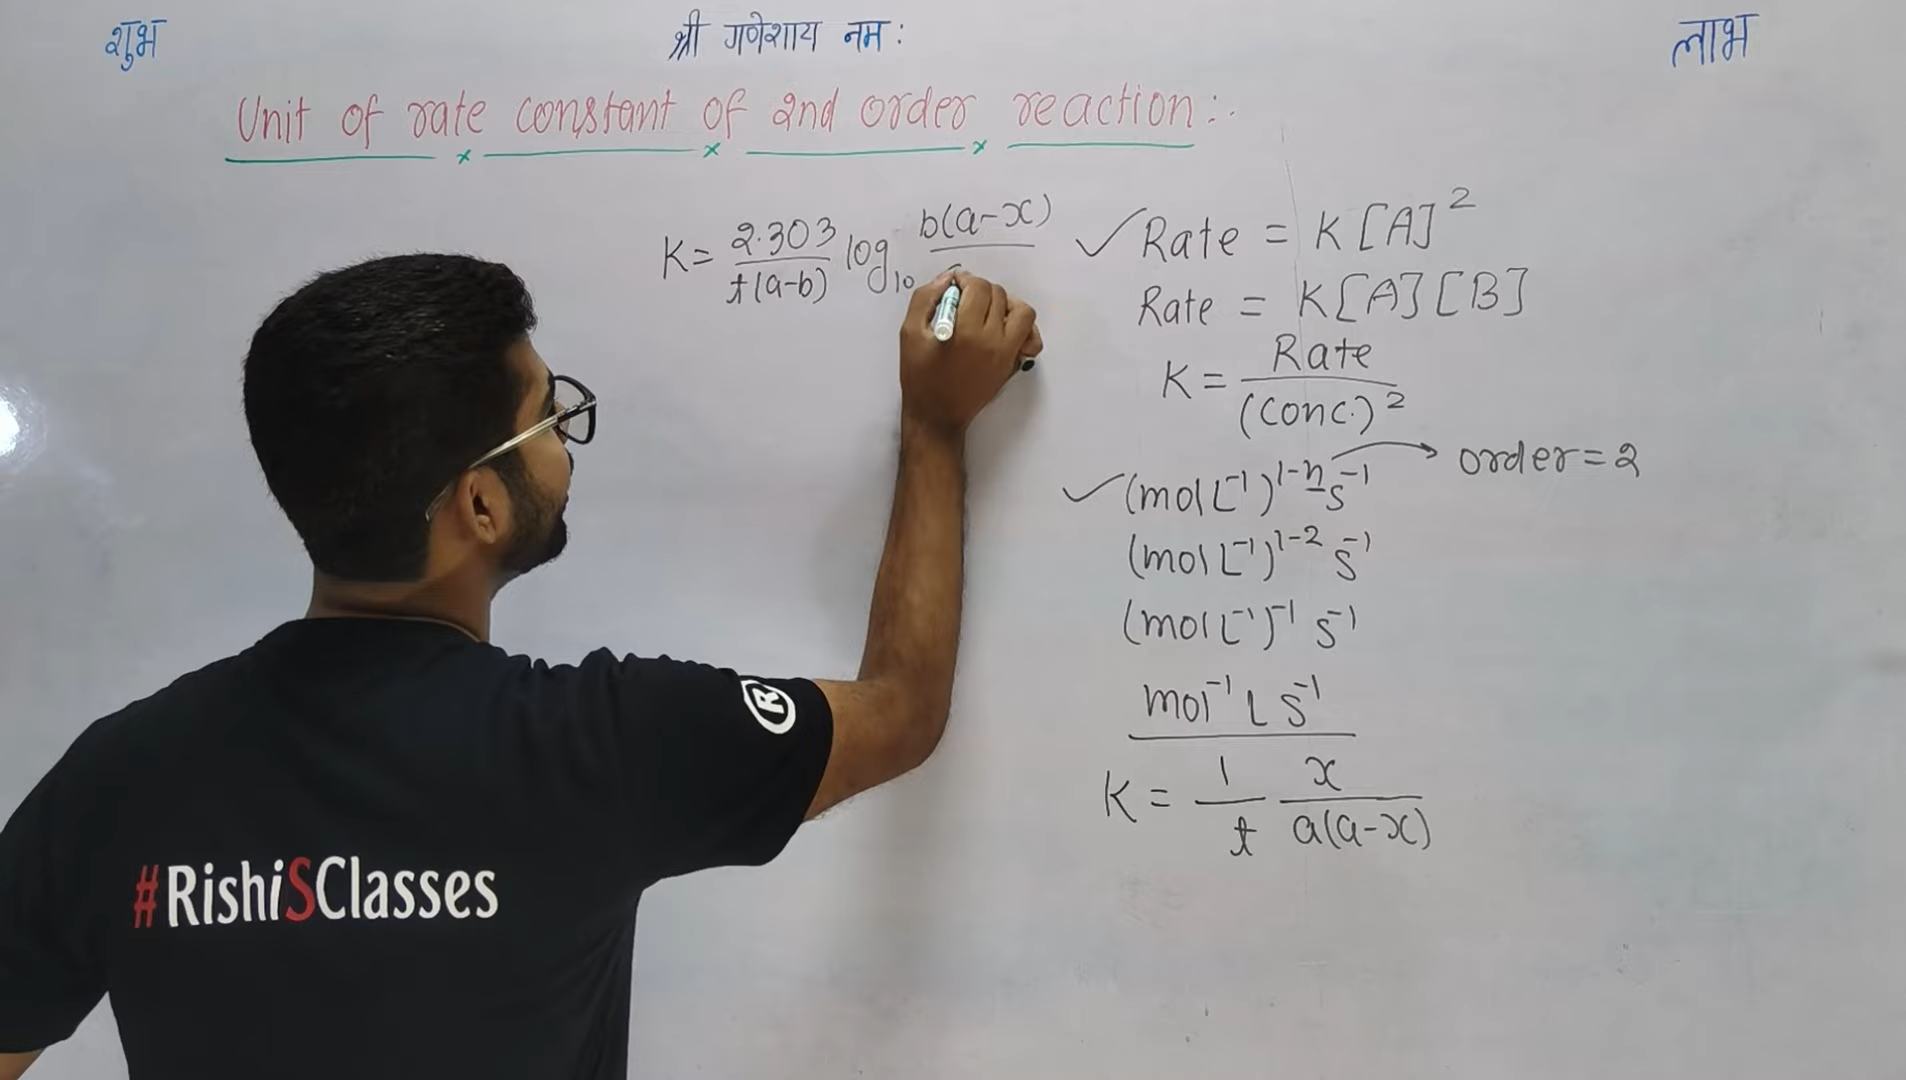 शुभ श्री गणेशाय नम: लाभ
Unit of rate constant of 2nd order reaction:-
K = 2.303 / t(a-b) log₁₀ b(a-x) /
✓ Rate = K[A]²
Rate = K[A][B]
K = Rate / (conc.)²
✓ (mol L⁻¹)¹⁻ⁿ s⁻¹ → order = 2
(mol L⁻¹)¹⁻² s⁻¹
(mol L⁻¹)⁻¹ s⁻¹
mol⁻¹ L s⁻¹
K = 1/t x/a(a-x)
®
#RishiSClasses